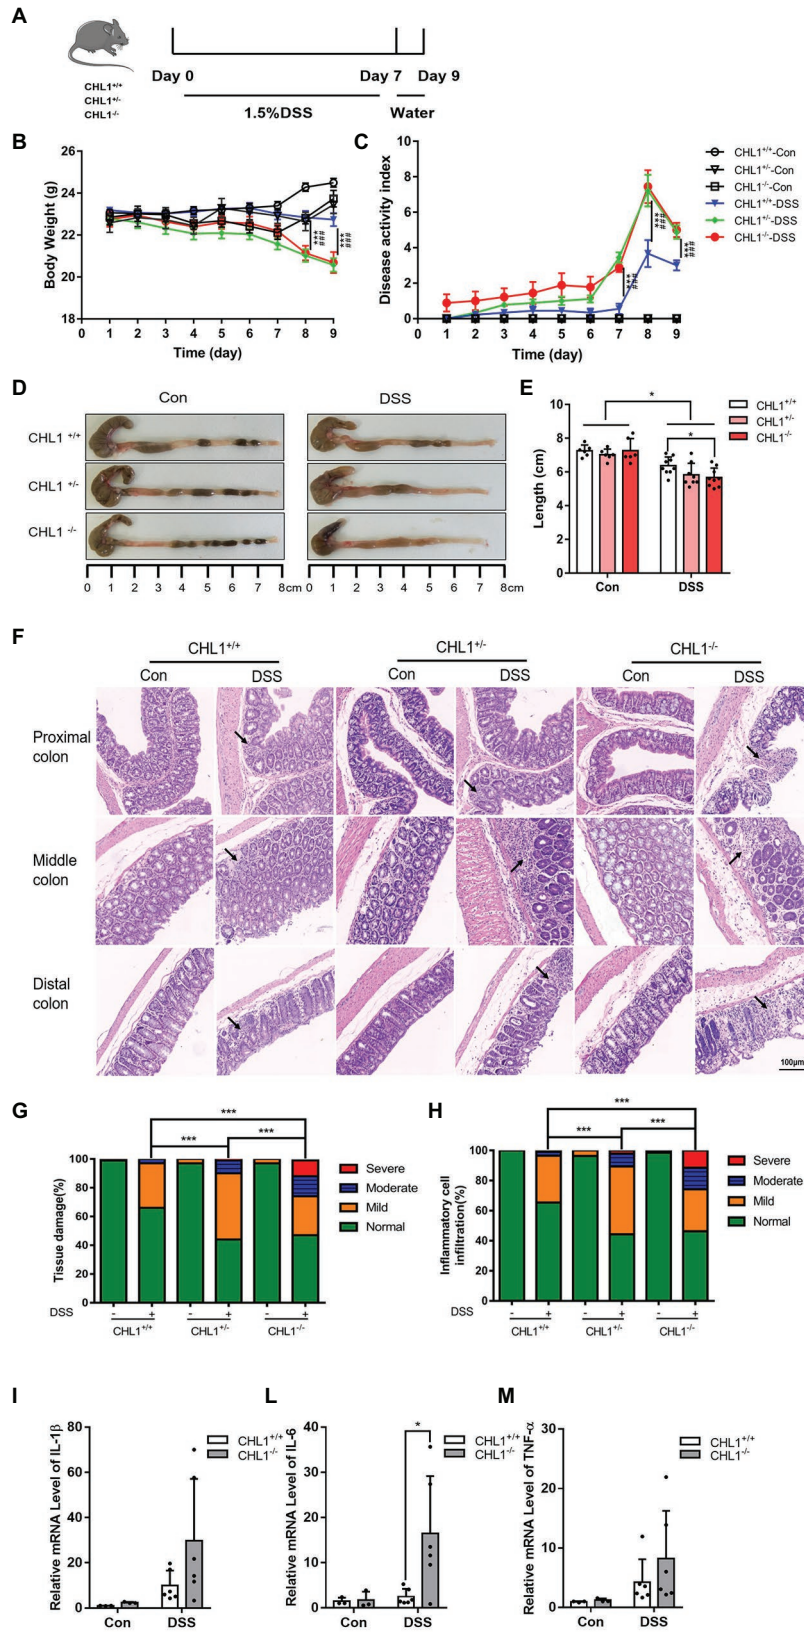 A
CHL1+/+
CHL1+/-
CHL1-/-
Day 0
Day 7
Day 9
1.5%DSS
Water
B
Body Weight (g)
26
24
22
20
18
0 1 2 3 4 5 6 7 8 9
Time (day)
***
###
***
###
C
Disease activity index
10
8
6
4
2
0
0 1 2 3 4 5 6 7 8 9
Time (day)
***
##
***
###
***
###
CHL1+/+-Con
CHL1+/--Con
CHL1-/--Con
CHL1+/+-DSS
CHL1+/--DSS
CHL1-/--DSS
D
Con
DSS
CHL1 +/+
CHL1 +/-
CHL1 -/-
0 1 2 3 4 5 6 7 8cm
0 1 2 3 4 5 6 7 8cm
E
Length (cm)
10
8
6
4
2
0
*
*
Con
DSS
CHL1+/+
CHL1+/-
CHL1-/-
F
CHL1+/+
CHL1+/-
CHL1-/-
Con
DSS
Con
DSS
Con
DSS
Proximal
colon
Middle
colon
Distal
colon
100μm
G
Tissue damage(%)
100
80
60
40
20
0
***
***
***
Severe
Moderate
Mild
Normal
DSS - + - + - +
CHL1+/+
CHL1+/-
CHL1-/-
H
Inflammatory cell
infiltration(%)
100
80
60
40
20
0
***
***
***
Severe
Moderate
Mild
Normal
DSS - + - + - +
CHL1+/+
CHL1+/-
CHL1-/-
I
Relative mRNA Level of IL-1β
80
60
40
20
0
Con
DSS
CHL1+/+
CHL1-/-
L
Relative mRNA Level of IL-6
40
30
20
10
0
*
Con
DSS
CHL1+/+
CHL1-/-
M
Relative mRNA Level of TNF-α
30
20
10
0
Con
DSS
CHL1+/+
CHL1-/-